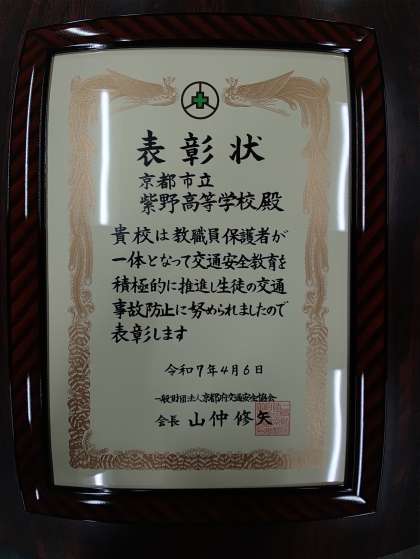 表彰状
京都市立
紫野高等学校殿
貴校は教職員保護者が
一体となって交通安全教育を
積極的に推進し生徒の交通
事故防止に努められましたので
表彰します
令和7年4月6日
一般財団法人京都府交通安全協会
会長 山仲修矢